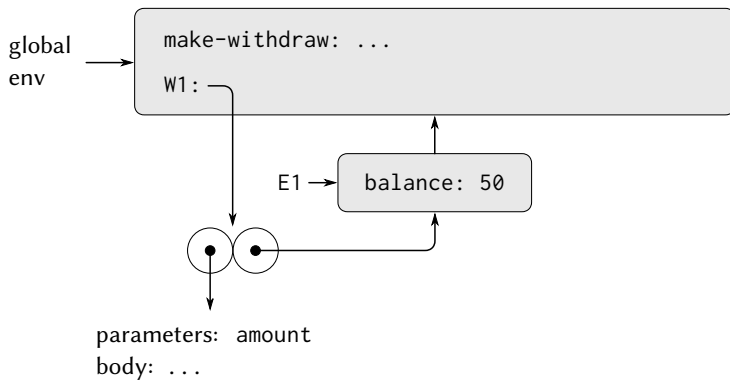 global
env
make-withdraw: ...
W1:
E1
balance: 50
parameters: amount
body: ...